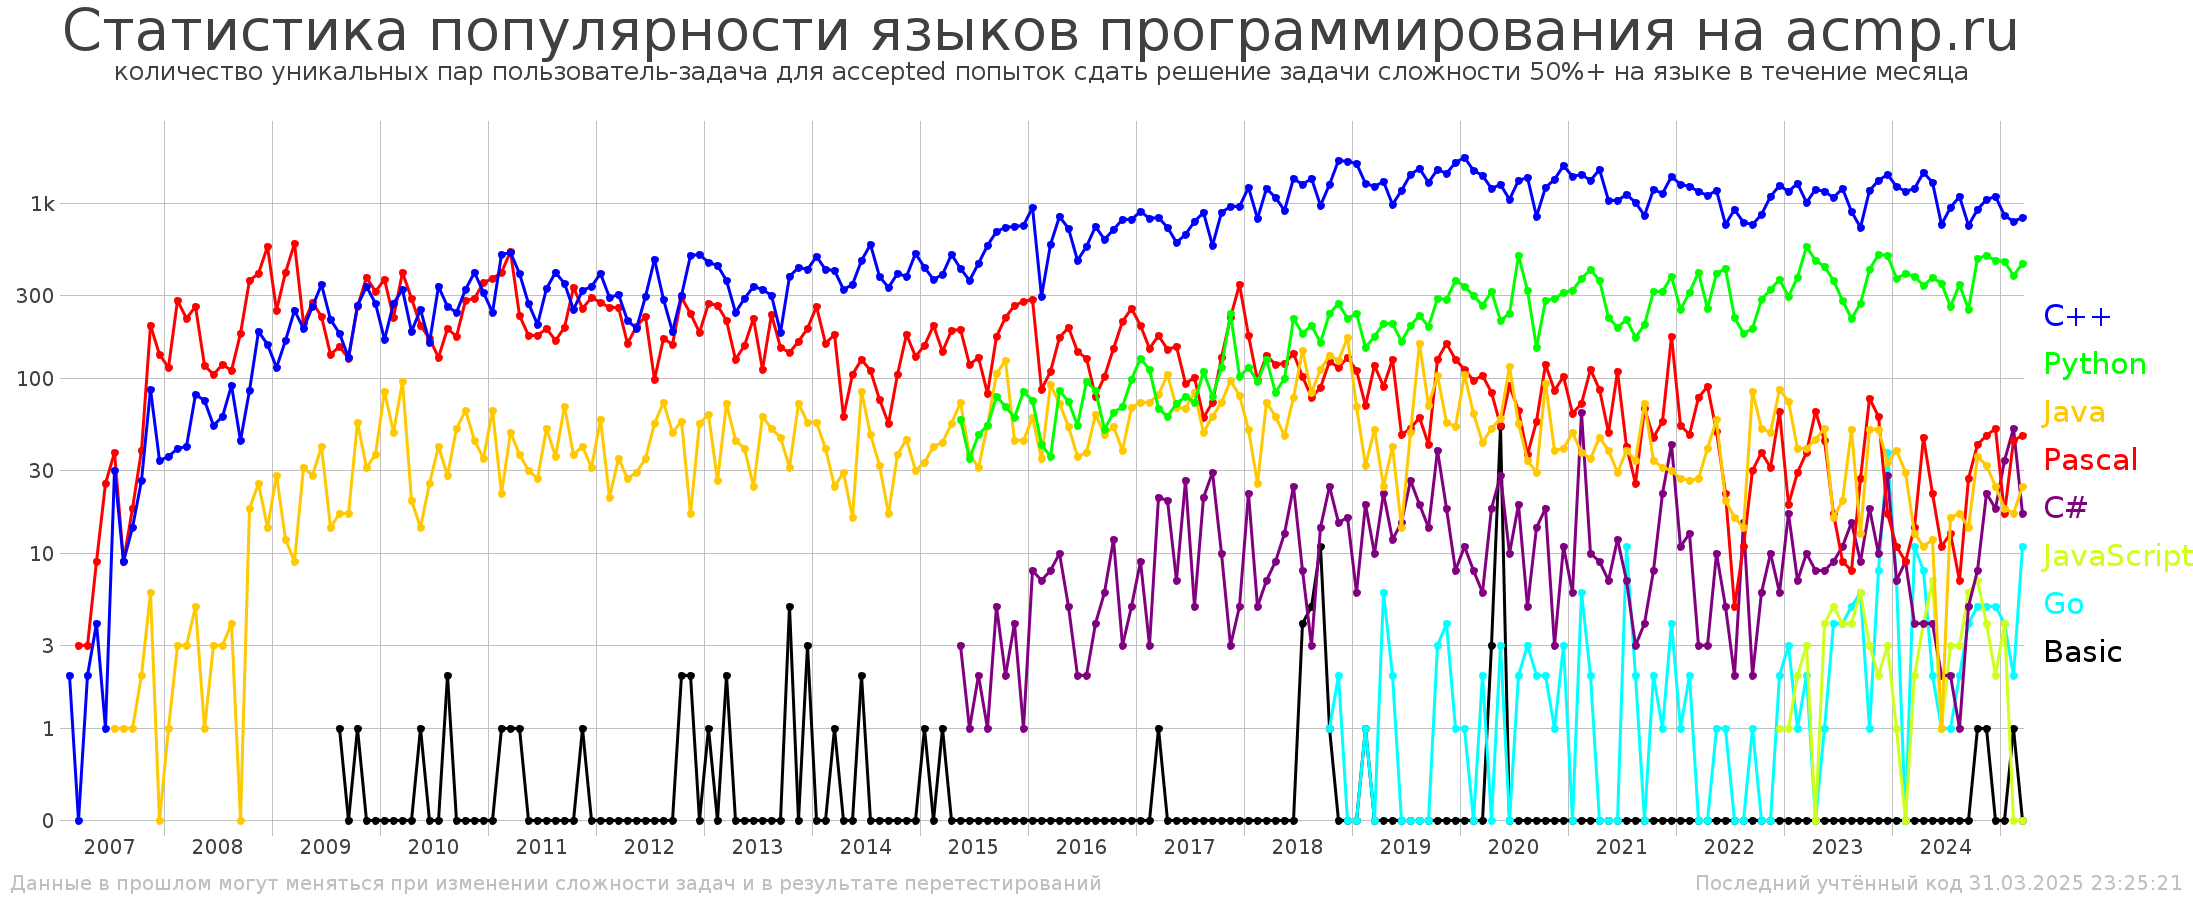 Статистика популярности языков программирования на acmp.ru
количество уникальных пар пользователь-задача для accepted попыток сдать решение задачи сложности 50%+ на языке в течение месяца
1k
300
100
30
10
3
1
0
C++
Python
Java
Pascal
C#
JavaScript
Go
Basic
2007 2008 2009 2010 2011 2012 2013 2014 2015 2016 2017 2018 2019 2020 2021 2022 2023 2024
Данные в прошлом могут меняться при изменении сложности задач и в результате перетестирований
Последний учтённый код 31.03.2025 23:25:21